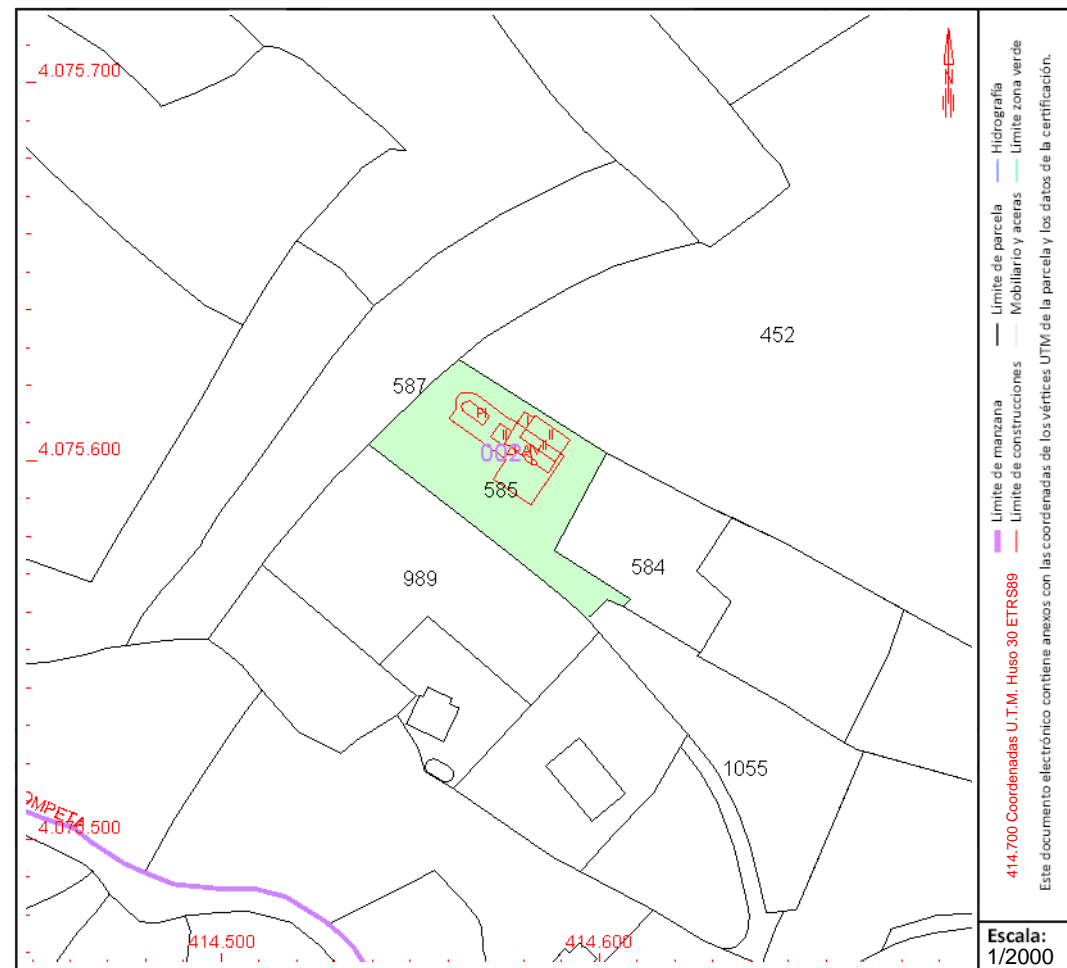 4.075.700
N
452
587
PI
I
II
II
II
4.075.600
002
585
584
989
1055
OMPETA
4.075.500
414.500
414.600
Límite de manzana
Límite de parcela
Hidrografía
Límite de construcciones
Mobiliario y aceras
Límite zona verde
414.700 Coordenadas U.T.M. Huso 30 ETRS89
Este documento electrónico contiene anexos con las coordenadas de los vértices UTM de la parcela y los datos de la certificación.
Escala:
1/2000